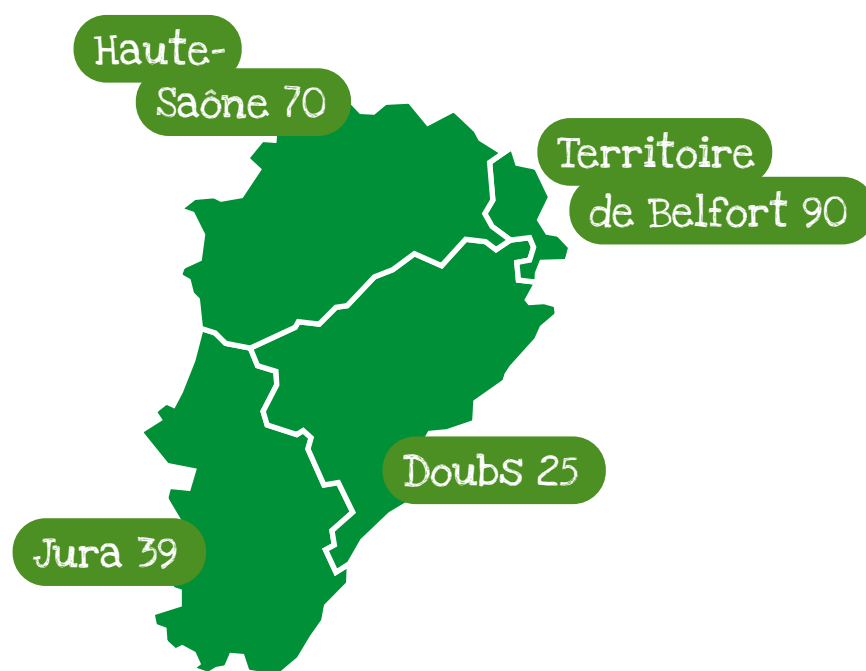 Haute-
Saône 70
Territoire
de Belfort 90
Doubs 25
Jura 39